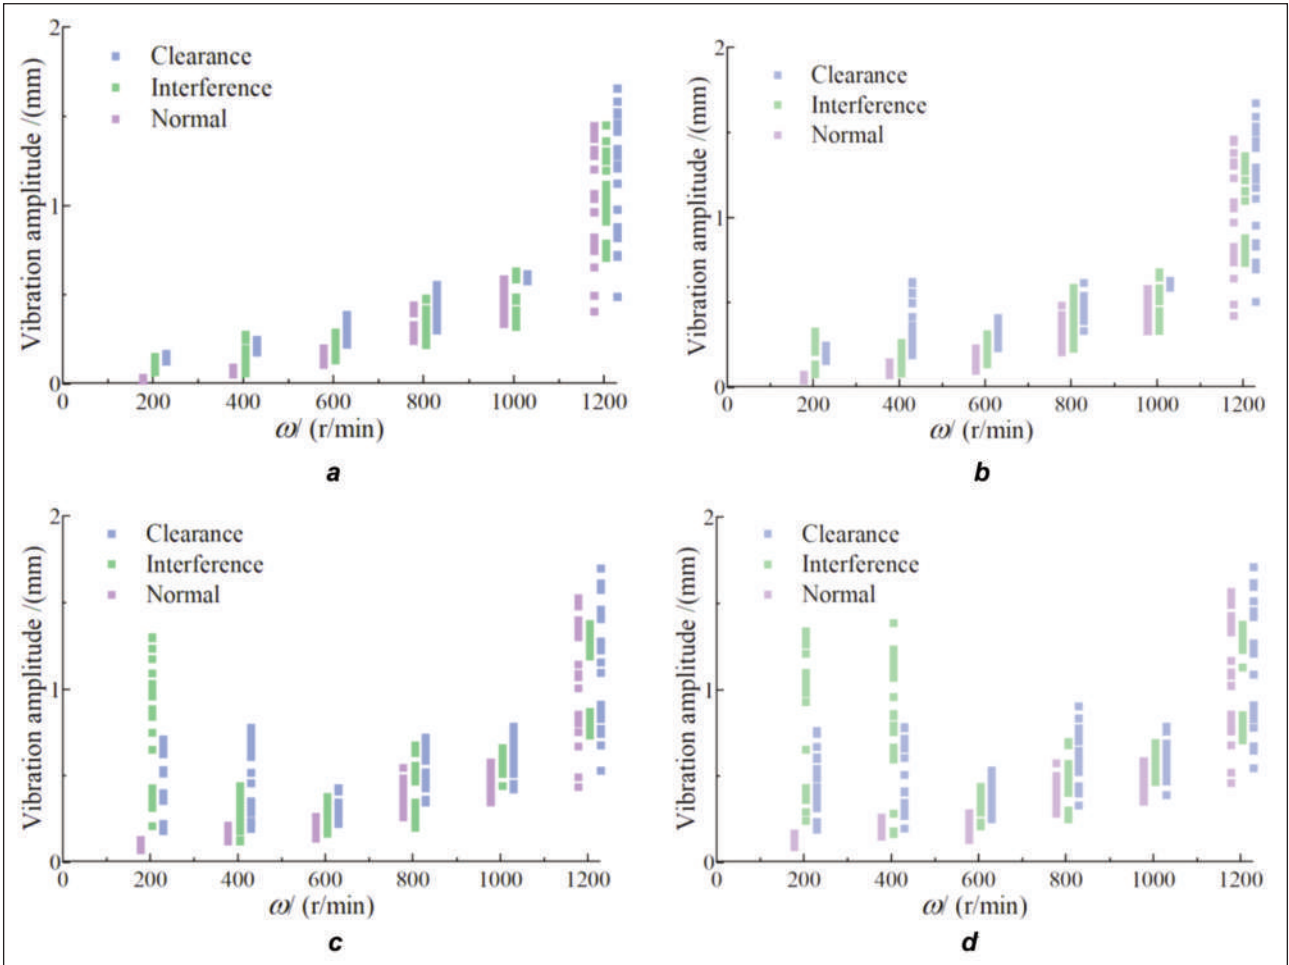 2
Clearance
Interference
Normal
Vibration amplitude /(mm)
1
0
0 200 400 600 800 1000 1200
ω/ (r/min)
a
2
Clearance
Interference
Normal
Vibration amplitude /(mm)
1
0
0 200 400 600 800 1000 1200
ω/ (r/min)
b
2
Clearance
Interference
Normal
Vibration amplitude /(mm)
1
0
0 200 400 600 800 1000 1200
ω/ (r/min)
c
2
Clearance
Interference
Normal
Vibration amplitude /(mm)
1
0
0 200 400 600 800 1000 1200
ω/ (r/min)
d